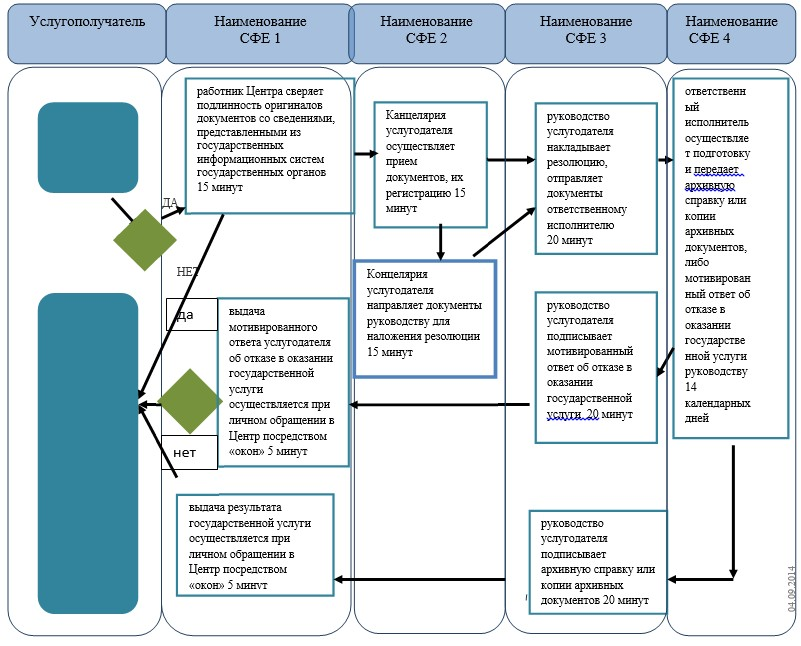 Услугополучатель
Наименование
СФЕ 1
Наименование
СФЕ 2
Наименование
СФЕ 3
Наименование
СФЕ 4
работник Центра сверяет
подлинность оригиналов
документов со сведениями,
представленными из
государственных
информационных систем
государственных органов
15 минут
Канцелярия
услугодателя
осуществляет
прием
документов, их
регистрацию 15
минут
руководство
услугодателя
накладывает
резолюцию,
отправляет
документы
ответственному
исполнителю
20 минут
ответственн
ый
исполнитель
осуществляе
т подготовку
и передает
архивную
справку или
копии
архивных
документов,
либо
мотивирован
ный ответ об
отказе в
оказании
государстве
нной услуги
руководству
14
календарных
дней
ДА
НЕТ
Концелярия
услугодателя
направляет документы
руководству для
наложения резолюции
15 минут
да
выдача
мотивированного
ответа услугодателя
об отказе в оказании
государственной
услуги
осуществляется при
личном обращении в
Центр посредством
«окон» 5 минут
руководство
услугодателя
подписывает
мотивированный
ответ об отказе в
оказании
государственной
услуги 20 минут
нет
выдача результата
государственной услуги
осуществляется при
личном обращении в
Центр посредством
«окон» 5 минут
руководство
услугодателя
подписывает
архивную справку или
копии архивных
документов 20 минут
04.09.2014